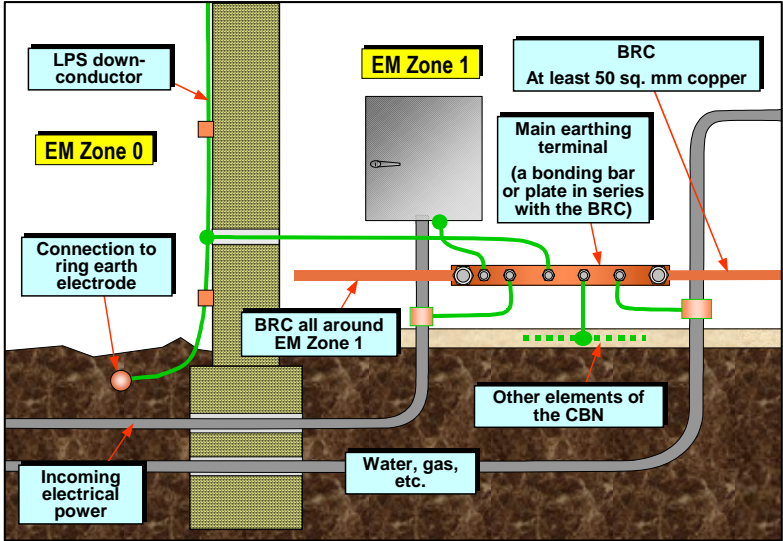 LPS down-
conductor
EM Zone 0
EM Zone 1
BRC
At least 50 sq. mm copper
Main earthing
terminal
(a bonding bar
or plate in series
with the BRC)
Connection to
ring earth
electrode
BRC all around
EM Zone 1
Other elements of
the CBN
Incoming
electrical
power
Water, gas,
etc.